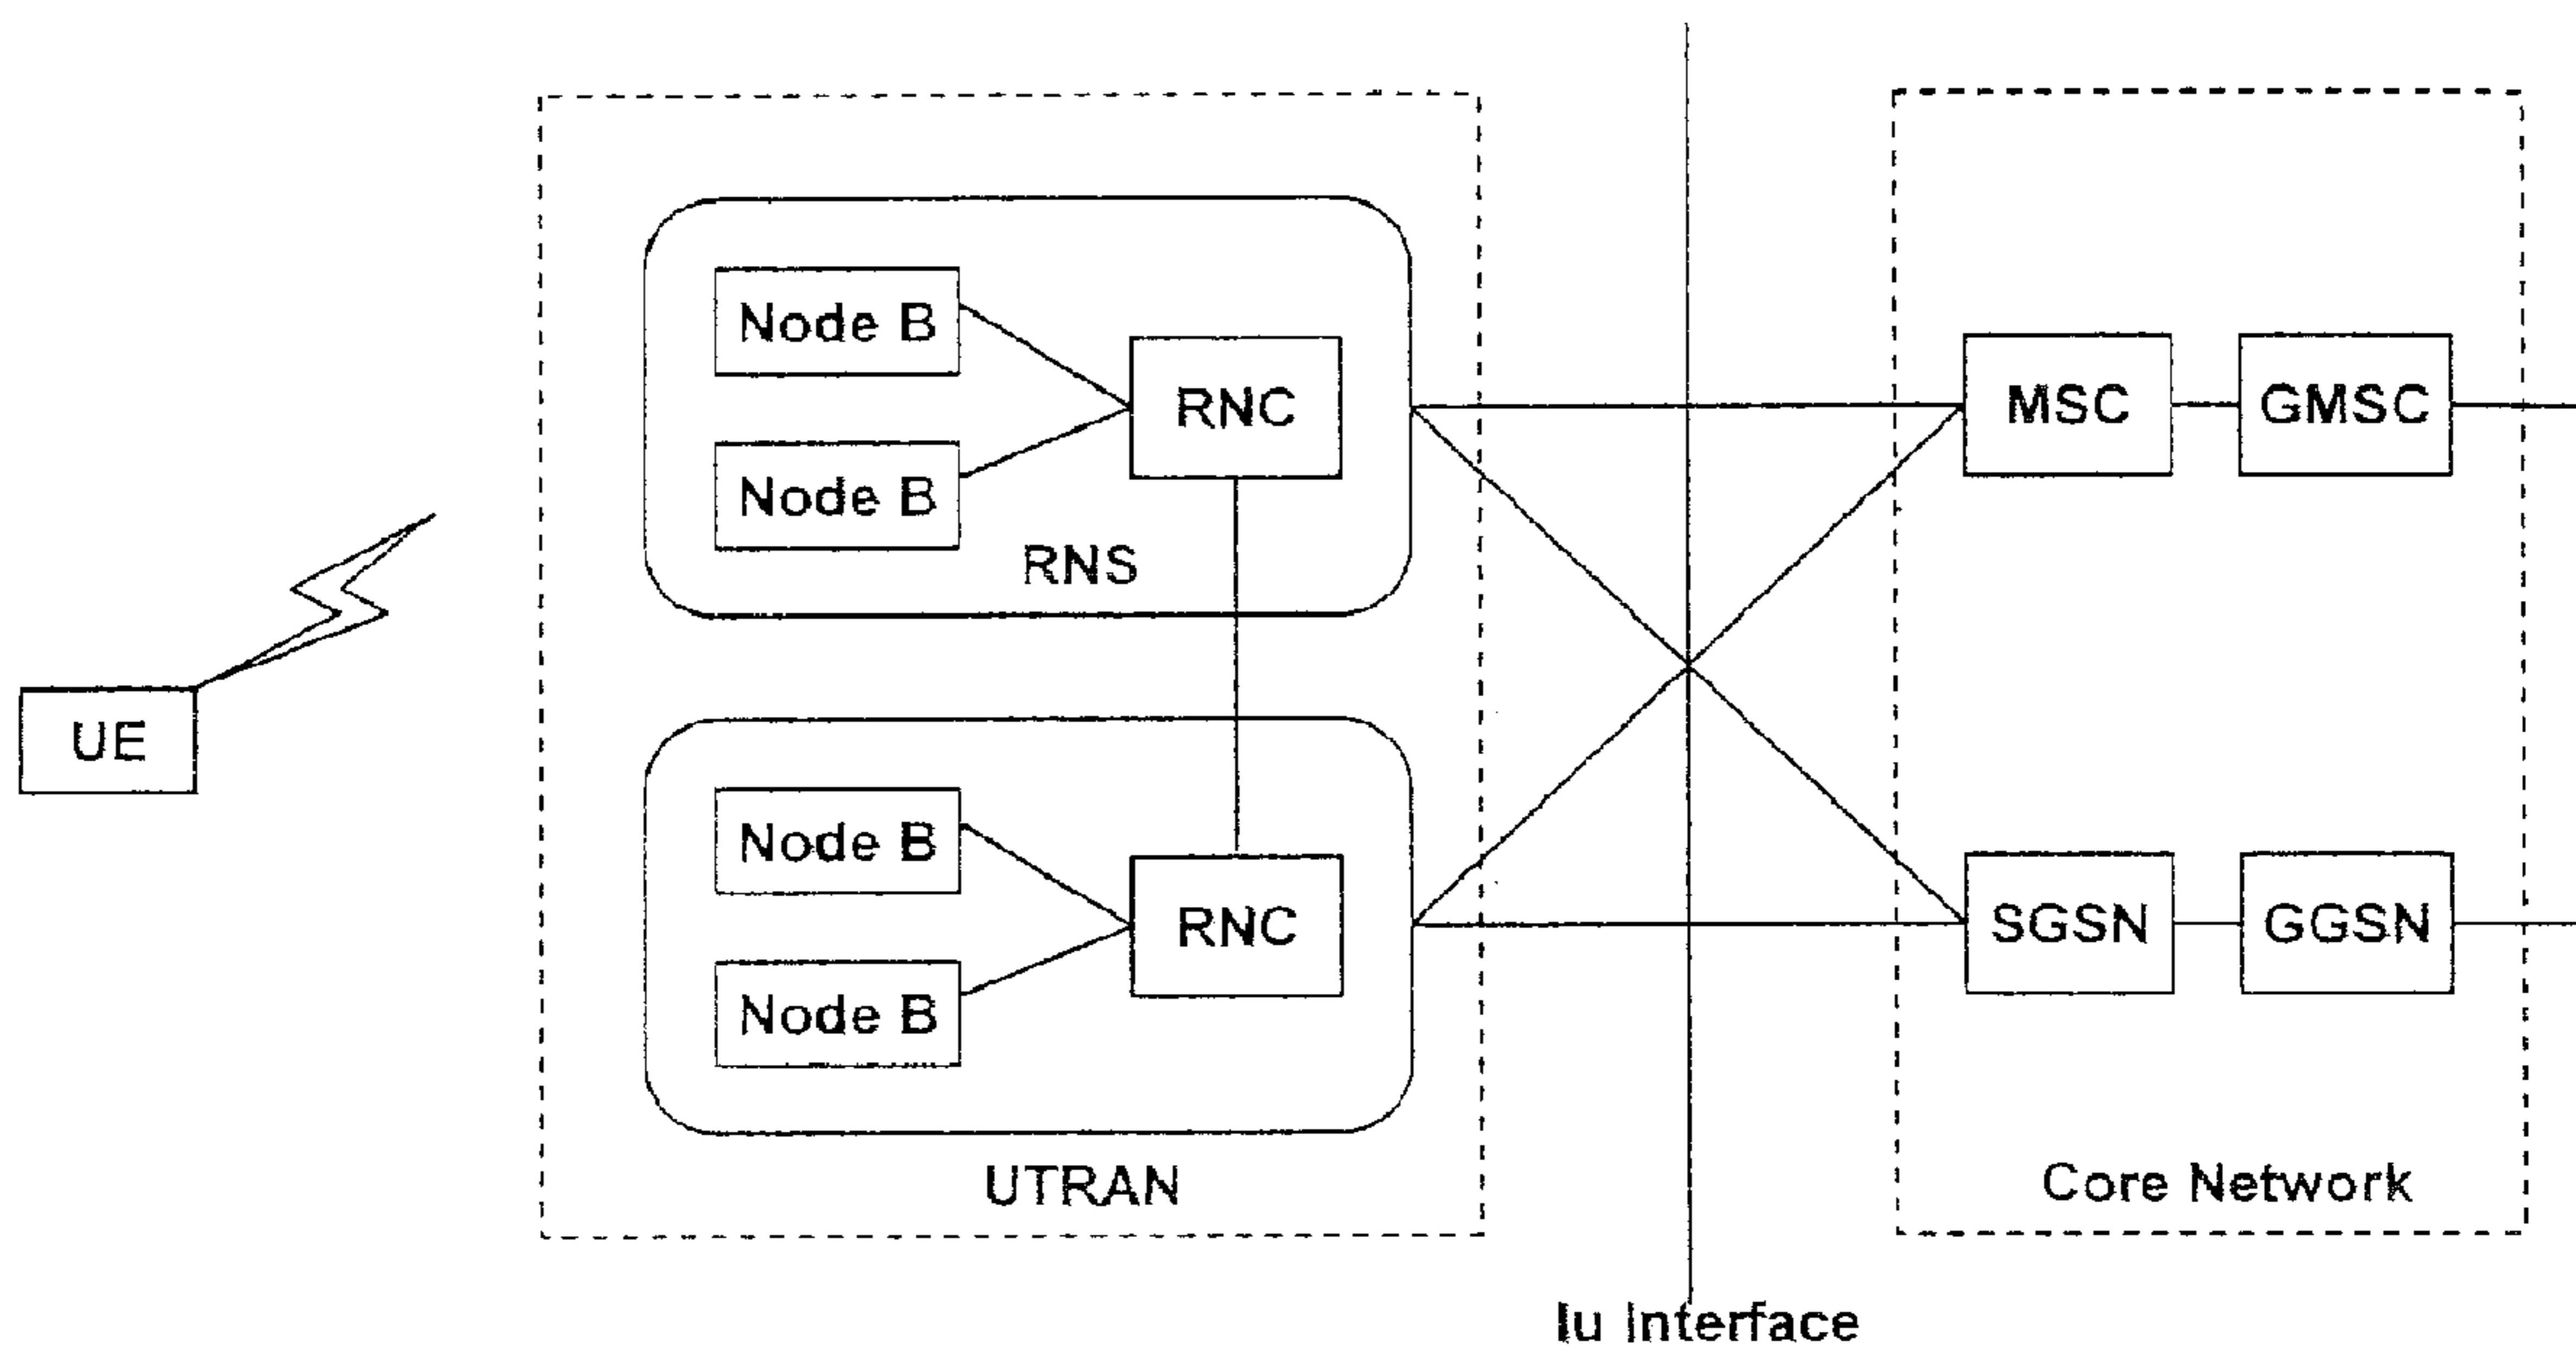 Node B
RNC
Node B
RNS
MSC
GMSC
UE
Node B
RNC
Node B
UTRAN
SGSN
GGSN
Core Network
Iu Interface